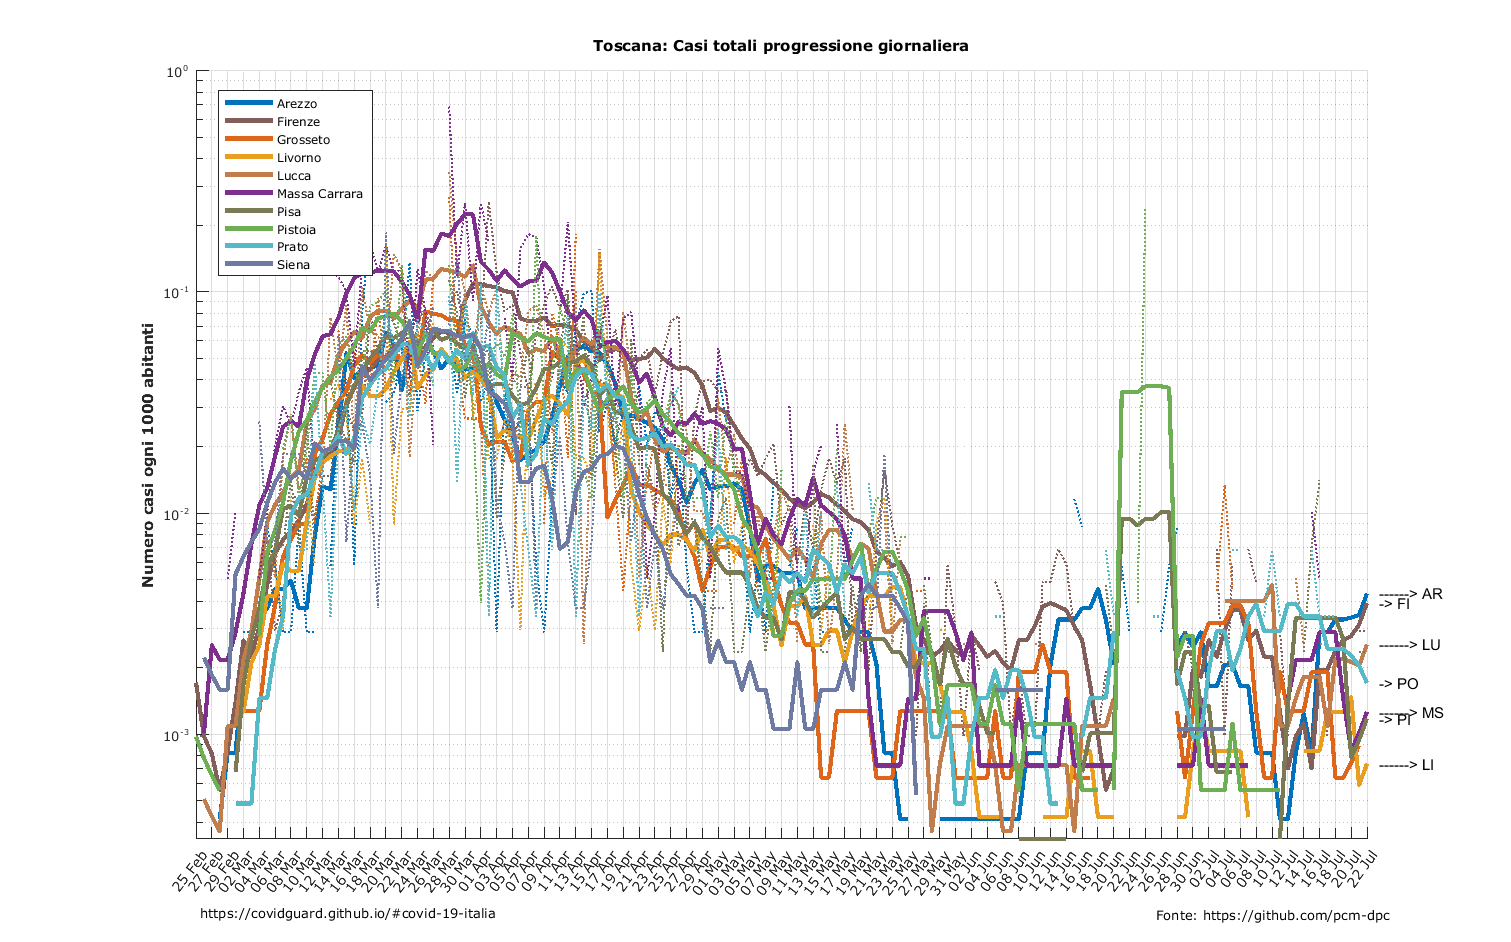 Toscana: Casi totali progressione giornaliera
10⁰
10⁻¹
10⁻²
10⁻³
Numero casi ogni 1000 abitanti
Arezzo
Firenze
Grosseto
Livorno
Lucca
Massa Carrara
Pisa
Pistoia
Prato
Siena
------> AR
-> FI
------> LU
-> PO
------> MS
-> PI
------> LI
25 Feb
27 Feb
29 Feb
02 Mar
04 Mar
06 Mar
08 Mar
10 Mar
12 Mar
14 Mar
16 Mar
18 Mar
20 Mar
22 Mar
24 Mar
26 Mar
28 Mar
30 Mar
01 Apr
03 Apr
05 Apr
07 Apr
09 Apr
11 Apr
13 Apr
15 Apr
17 Apr
19 Apr
21 Apr
23 Apr
25 Apr
27 Apr
29 Apr
01 May
03 May
05 May
07 May
09 May
11 May
13 May
15 May
17 May
19 May
21 May
23 May
25 May
27 May
29 May
31 May
02 Jun
04 Jun
06 Jun
08 Jun
10 Jun
12 Jun
14 Jun
16 Jun
18 Jun
20 Jun
22 Jun
24 Jun
26 Jun
28 Jun
30 Jun
02 Jul
04 Jul
06 Jul
08 Jul
10 Jul
12 Jul
14 Jul
16 Jul
18 Jul
20 Jul
22 Jul
https://covidguard.github.io/#covid-19-italia
Fonte: https://github.com/pcm-dpc